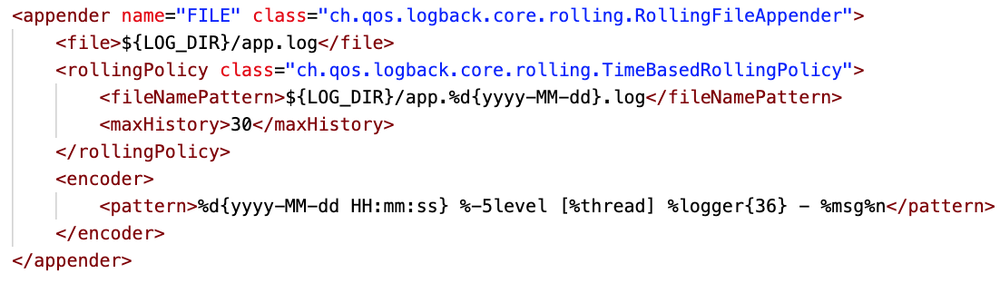 <appender name="FILE" class="ch.qos.logback.core.rolling.RollingFileAppender">
    <file>${LOG_DIR}/app.log</file>
    <rollingPolicy class="ch.qos.logback.core.rolling.TimeBasedRollingPolicy">
        <fileNamePattern>${LOG_DIR}/app.%d{yyyy-MM-dd}.log</fileNamePattern>
        <maxHistory>30</maxHistory>
    </rollingPolicy>
    <encoder>
        <pattern>%d{yyyy-MM-dd HH:mm:ss} %-5level [%thread] %logger{36} - %msg%n</pattern>
    </encoder>
</appender>